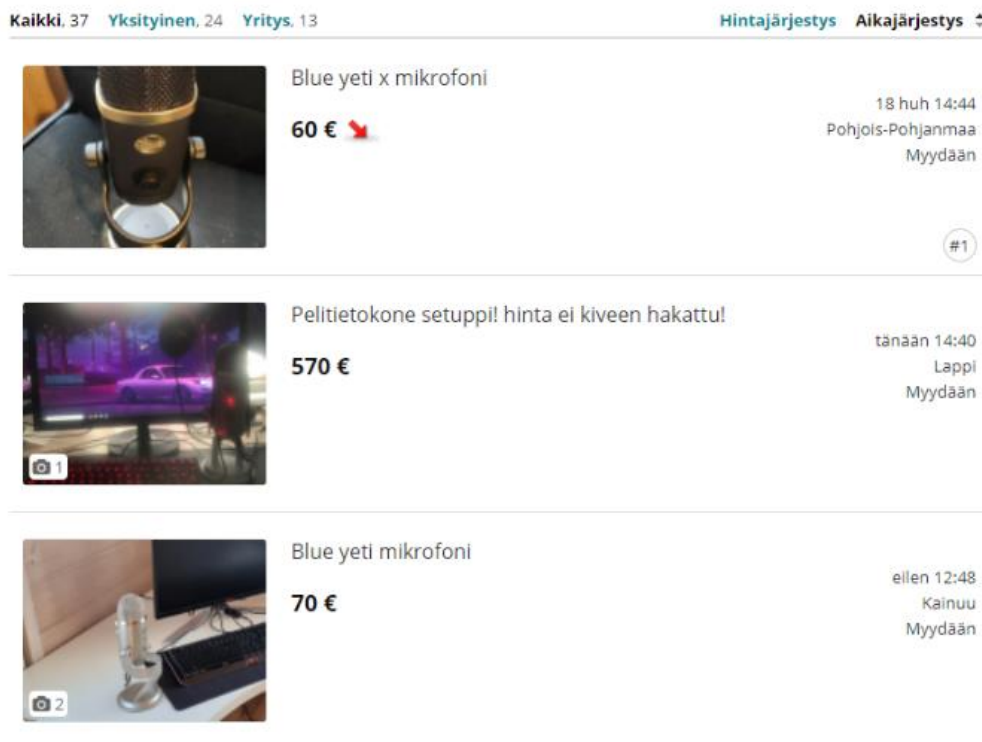 Kaikki, 37 Yksityinen, 24 Yritys, 13 Hintajärjestys Aikajärjestys
Blue yeti x mikrofoni
60 €
18 huh 14:44
Pohjois-Pohjanmaa
Myydään
#1
Pelitietokone setuppi! hinta ei kiveen hakattu!
570 €
tänään 14:40
Lappi
Myydään
1
Blue yeti mikrofoni
70 €
eilen 12:48
Kainuu
Myydään
2